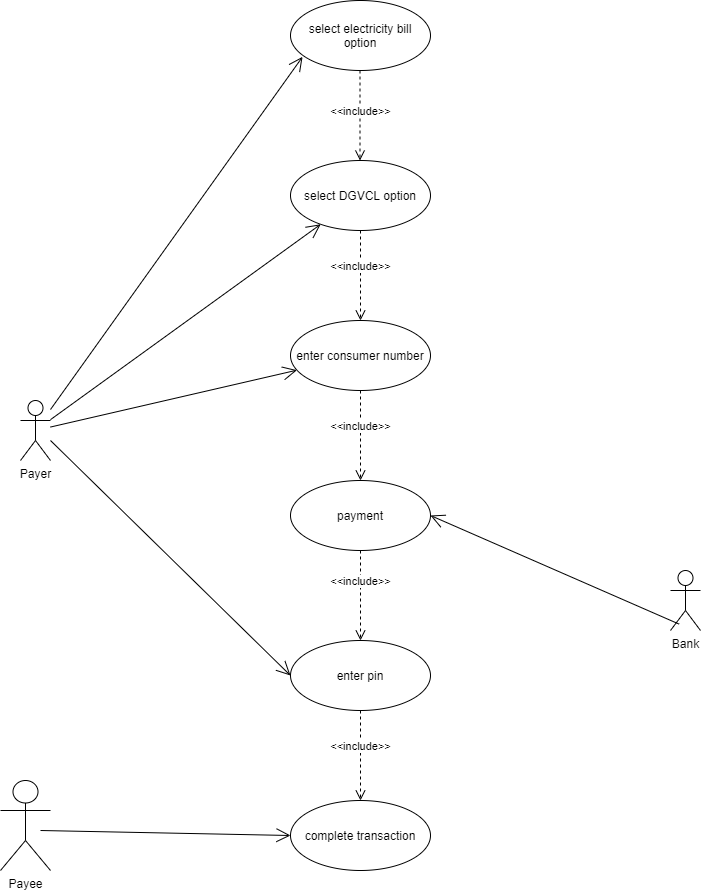 select electricity bill
option
<<include>>
select DGVCL option
<<include>>
enter consumer number
<<include>>
Payer
payment
<<include>>
Bank
enter pin
<<include>>
complete transaction
Payee